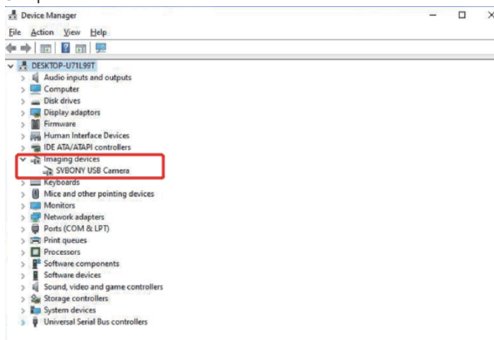 Device Manager
File Action View Help
DESKTOP-U71L99T
Audio inputs and outputs
Computer
Disk drives
Display adaptors
Firmware
Human Interface Devices
IDE ATA/ATAPI controllers
Imaging devices
SVBONY USB Camera
Keyboards
Mice and other pointing devices
Monitors
Network adapters
Ports (COM & LPT)
Print queues
Processors
Software components
Software devices
Sound, video and game controllers
Storage controllers
System devices
Universal Serial Bus controllers